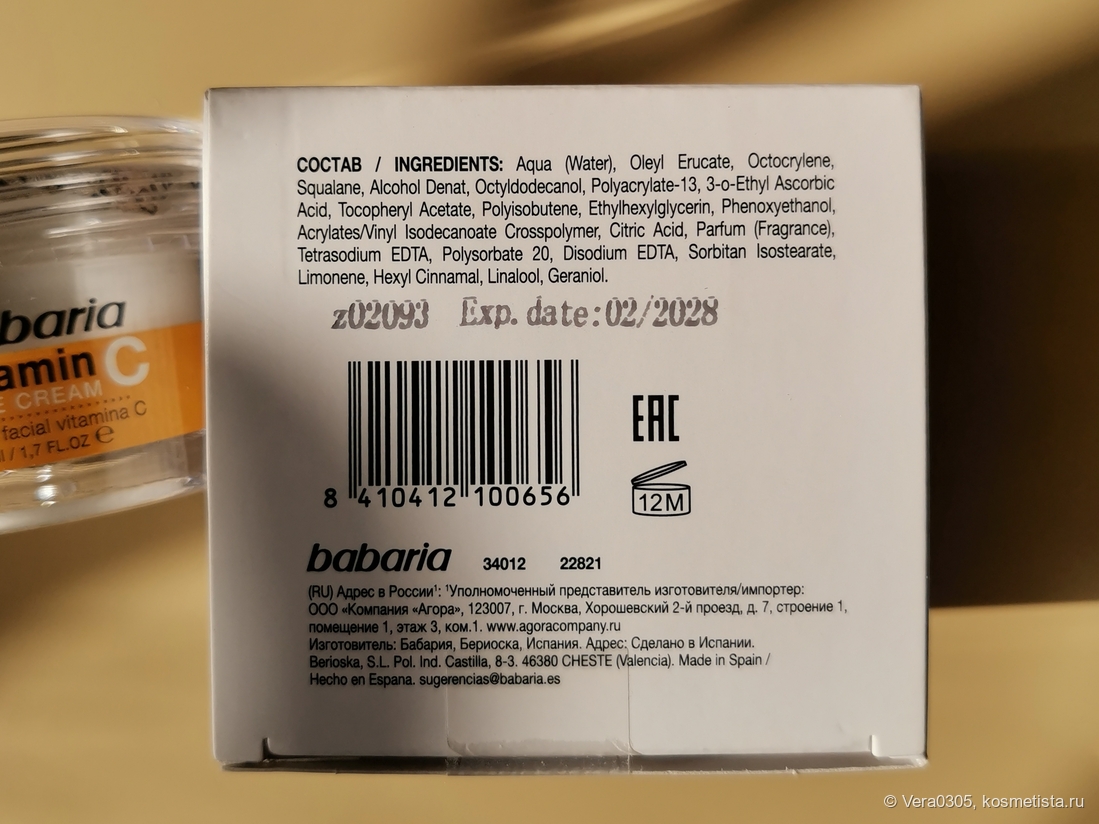 СОСТАВ / INGREDIENTS: Aqua (Water), Oleyl Erucate, Octocrylene,
Squalane, Alcohol Denat, Octyldodecanol, Polyacrylate-13, 3-o-Ethyl Ascorbic
Acid, Tocopheryl Acetate, Polyisobutene, Ethylhexylglycerin, Phenoxyethanol,
Acrylates/Vinyl Isodecanoate Crosspolymer, Citric Acid, Parfum (Fragrance),
Tetrasodium EDTA, Polysorbate 20, Disodium EDTA, Sorbitan Isostearate,
Limonene, Hexyl Cinnamal, Linalool, Geraniol.
z02093 Exp. date:02/2028
baria
amin C
E CREAM
facial vitamina C
l / 1,7 FL.OZ e
EAC
12M
8 410412 100656
babaria 34012 22821
(RU) Адрес в России¹: ¹Уполномоченный представитель изготовителя/импортер:
ООО «Компания «Агора», 123007, г. Москва, Хорошевский 2-й проезд, д. 7, строение 1,
помещение 1, этаж 3, ком.1. www.agoracompany.ru
Изготовитель: Бабария, Бериоска, Испания. Адрес: Сделано в Испании.
Berioska, S.L. Pol. Ind. Castilla, 8-3. 46380 CHESTE (Valencia). Made in Spain /
Hecho en Espana. sugerencias@babaria.es
© Vera0305, kosmetista.ru